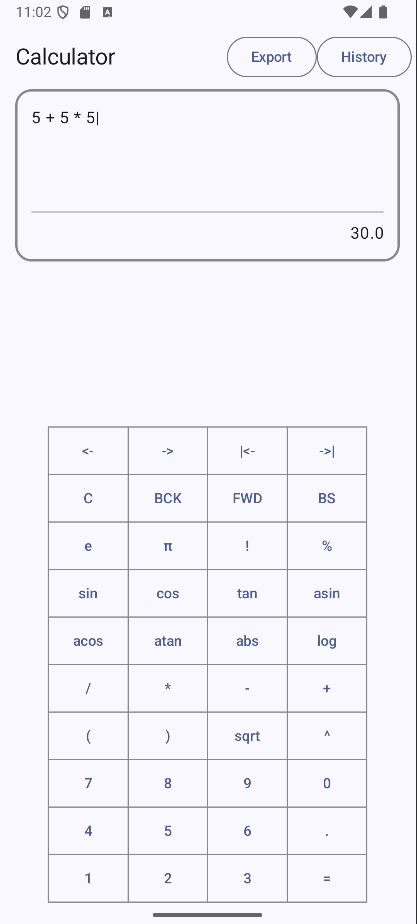 11:02
Calculator Export History
5 + 5 * 5|
30.0
<- -> |<- ->|
C BCK FWD BS
e π ! %
sin cos tan asin
acos atan abs log
/ * - +
( ) sqrt ^
7 8 9 0
4 5 6 .
1 2 3 =